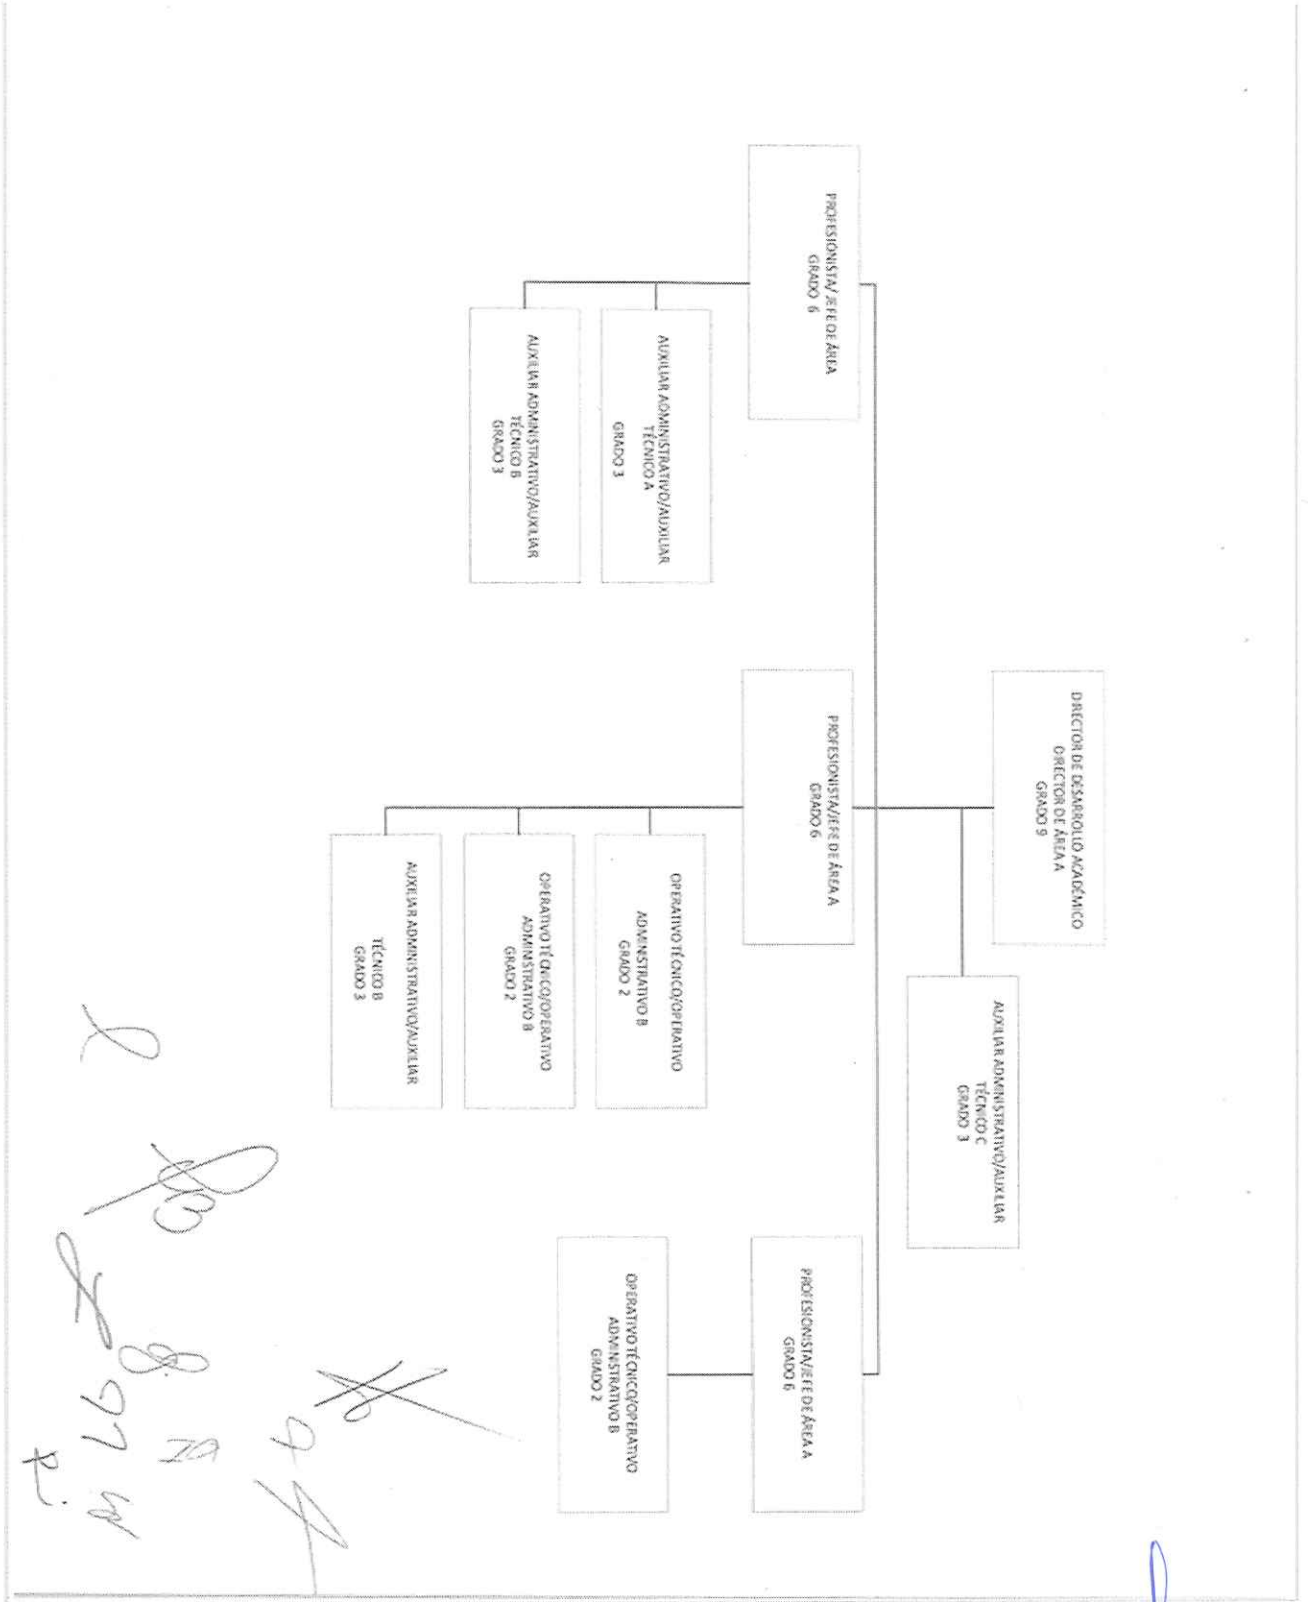 DIRECTOR DE DESARROLLO ACADÉMICO
DIRECTOR DE ÁREA A
GRADO 9
AUXILIAR ADMINISTRATIVO/AUXILIAR
TÉCNICO C
GRADO 3
PROFESIONISTA/ JEFE DE ÁREA
GRADO 6
AUXILIAR ADMINISTRATIVO/AUXILIAR
TÉCNICO A
GRADO 3
AUXILIAR ADMINISTRATIVO/AUXILIAR
TÉCNICO B
GRADO 3
PROFESIONISTA/JEFE DE ÁREA A
GRADO 6
OPERATIVO TÉCNICO/OPERATIVO
ADMINISTRATIVO B
GRADO 2
OPERATIVO TÉCNICO/OPERATIVO
ADMINISTRATIVO B
GRADO 2
AUXILIAR ADMINISTRATIVO/AUXILIAR
TÉCNICO B
GRADO 3
PROFESIONISTA/JEFE DE ÁREA A
GRADO 6
OPERATIVO TÉCNICO/OPERATIVO
ADMINISTRATIVO B
GRADO 2